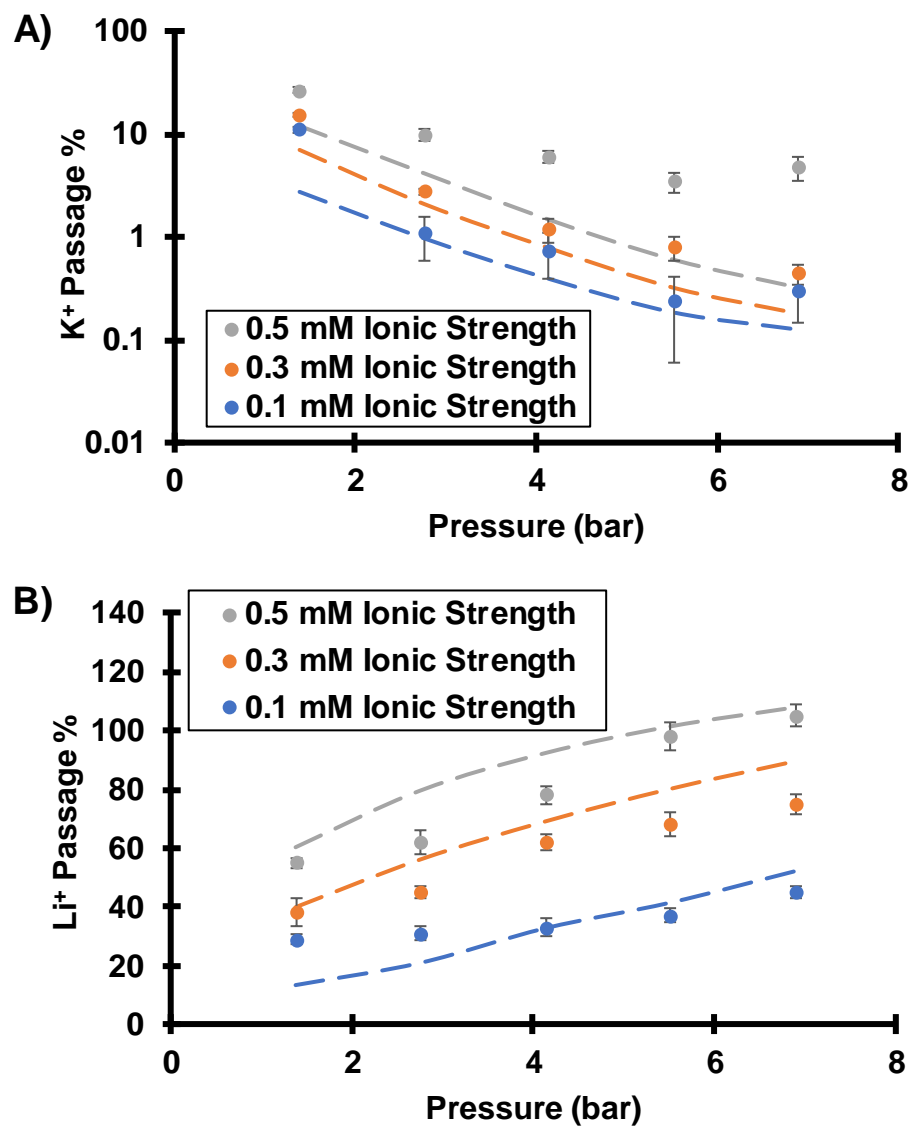 A)
100
10
1
0.1
0.01
K⁺ Passage %
0.5 mM Ionic Strength
0.3 mM Ionic Strength
0.1 mM Ionic Strength
0 2 4 6 8
Pressure (bar)
B)
140
120
100
80
60
40
20
0
Li⁺ Passage %
0.5 mM Ionic Strength
0.3 mM Ionic Strength
0.1 mM Ionic Strength
0 2 4 6 8
Pressure (bar)